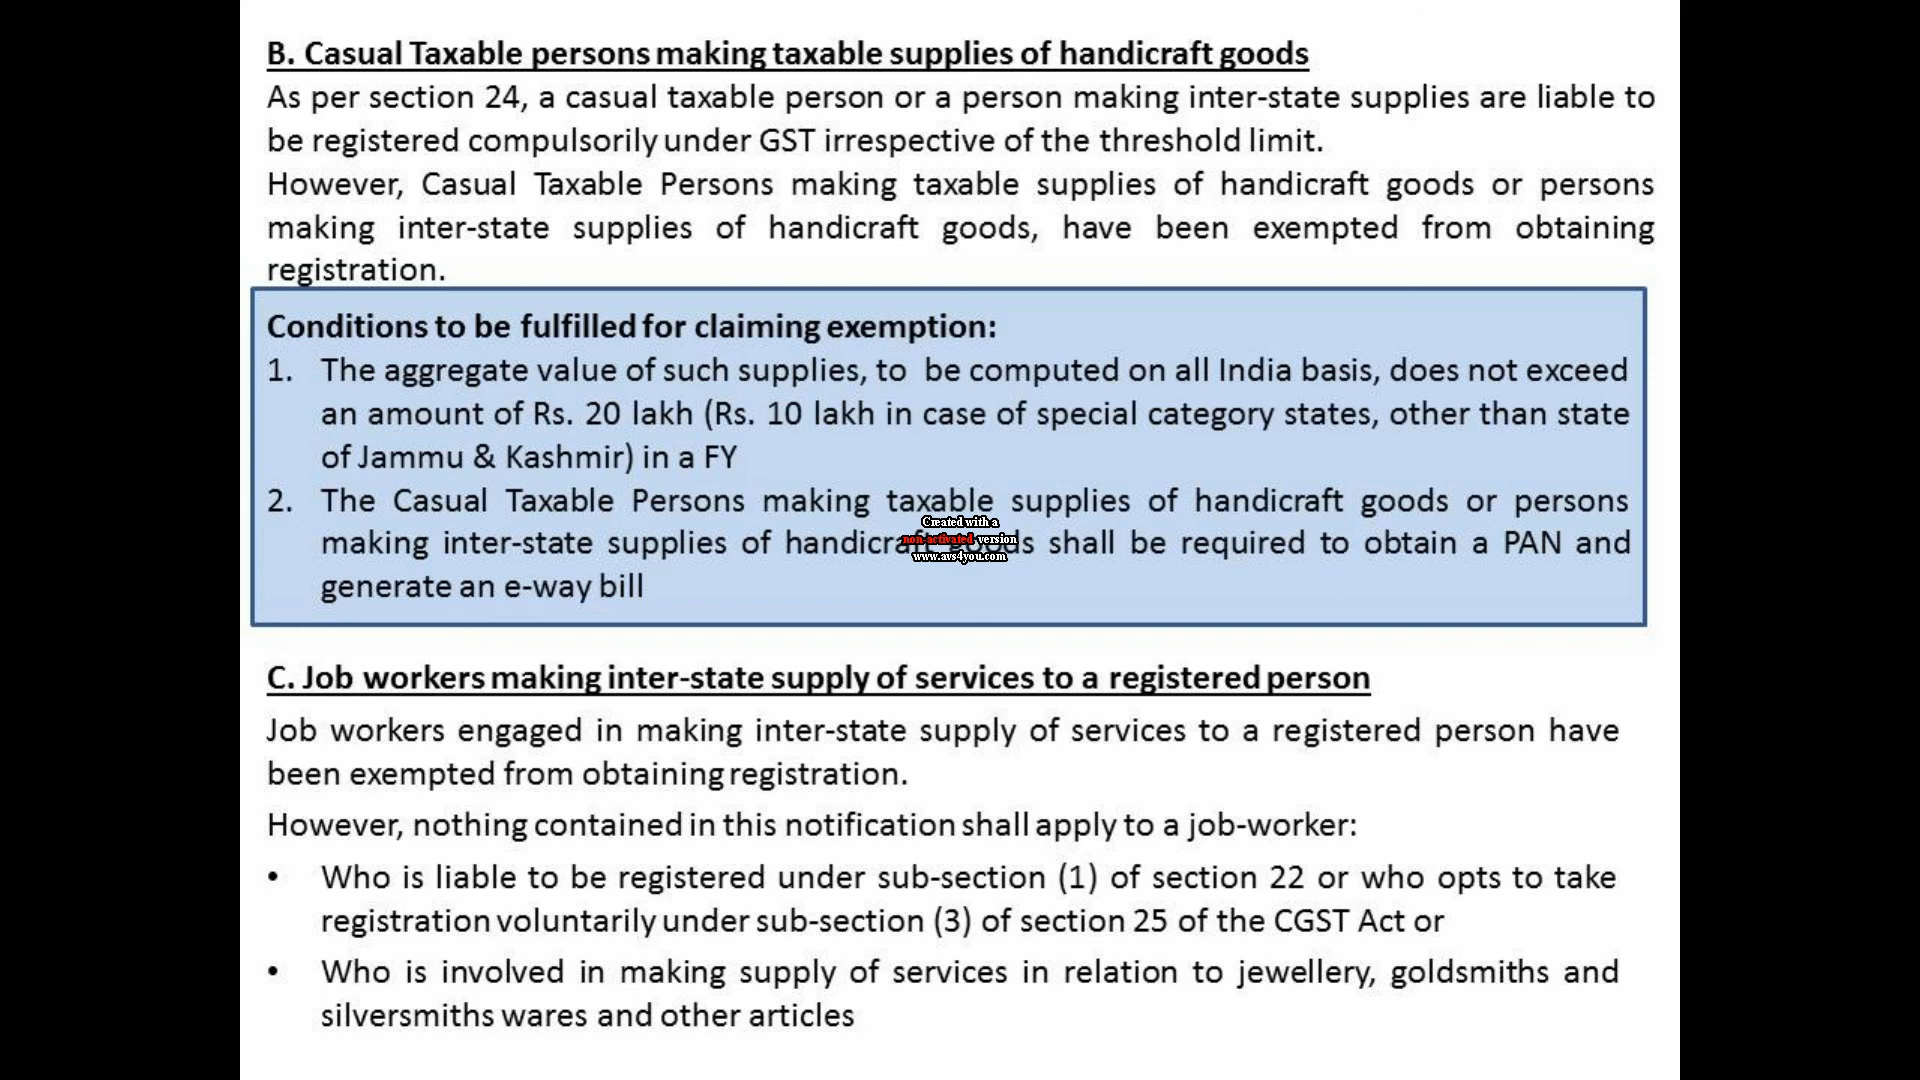 B. Casual Taxable persons making taxable supplies of handicraft goods
As per section 24, a casual taxable person or a person making inter-state supplies are liable to
be registered compulsorily under GST irrespective of the threshold limit.
However, Casual Taxable Persons making taxable supplies of handicraft goods or persons
making inter-state supplies of handicraft goods, have been exempted from obtaining
registration.
Conditions to be fulfilled for claiming exemption:
1. The aggregate value of such supplies, to be computed on all India basis, does not exceed
an amount of Rs. 20 lakh (Rs. 10 lakh in case of special category states, other than state
of Jammu & Kashmir) in a FY
2. The Casual Taxable Persons making taxable supplies of handicraft goods or persons
Created with a
making inter-state supplies of handicraft goods shall be required to obtain a PAN and
non-activated version
www.avs4you.com
generate an e-way bill
C. Job workers making inter-state supply of services to a registered person
Job workers engaged in making inter-state supply of services to a registered person have
been exempted from obtaining registration.
However, nothing contained in this notification shall apply to a job-worker:
• Who is liable to be registered under sub-section (1) of section 22 or who opts to take
registration voluntarily under sub-section (3) of section 25 of the CGST Act or
• Who is involved in making supply of services in relation to jewellery, goldsmiths and
silversmiths wares and other articles